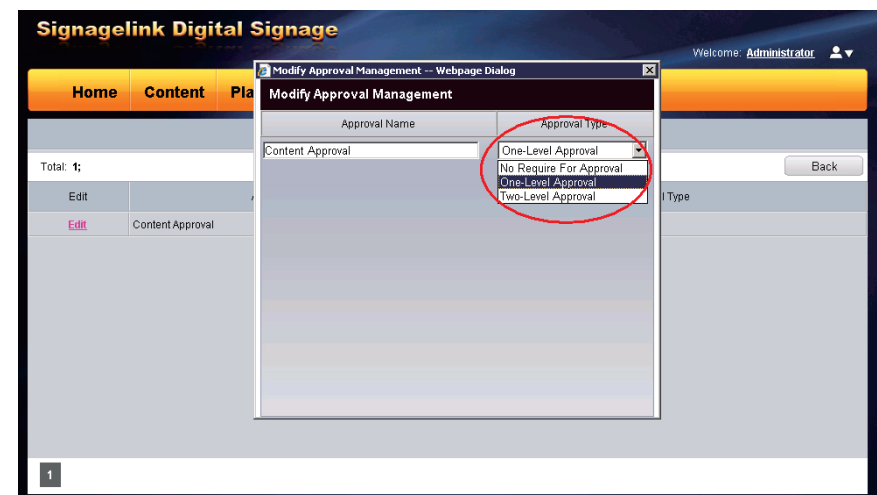 Signagelink Digital Signage
Welcome: Administrator
Modify Approval Management -- Webpage Dialog
Home Content Pla
Modify Approval Management
Approval Name Approval Type
Content Approval One-Level Approval
No Require For Approval
One-Level Approval
Two-Level Approval
Total: 1;
Back
Edit l Type
Edit Content Approval
1